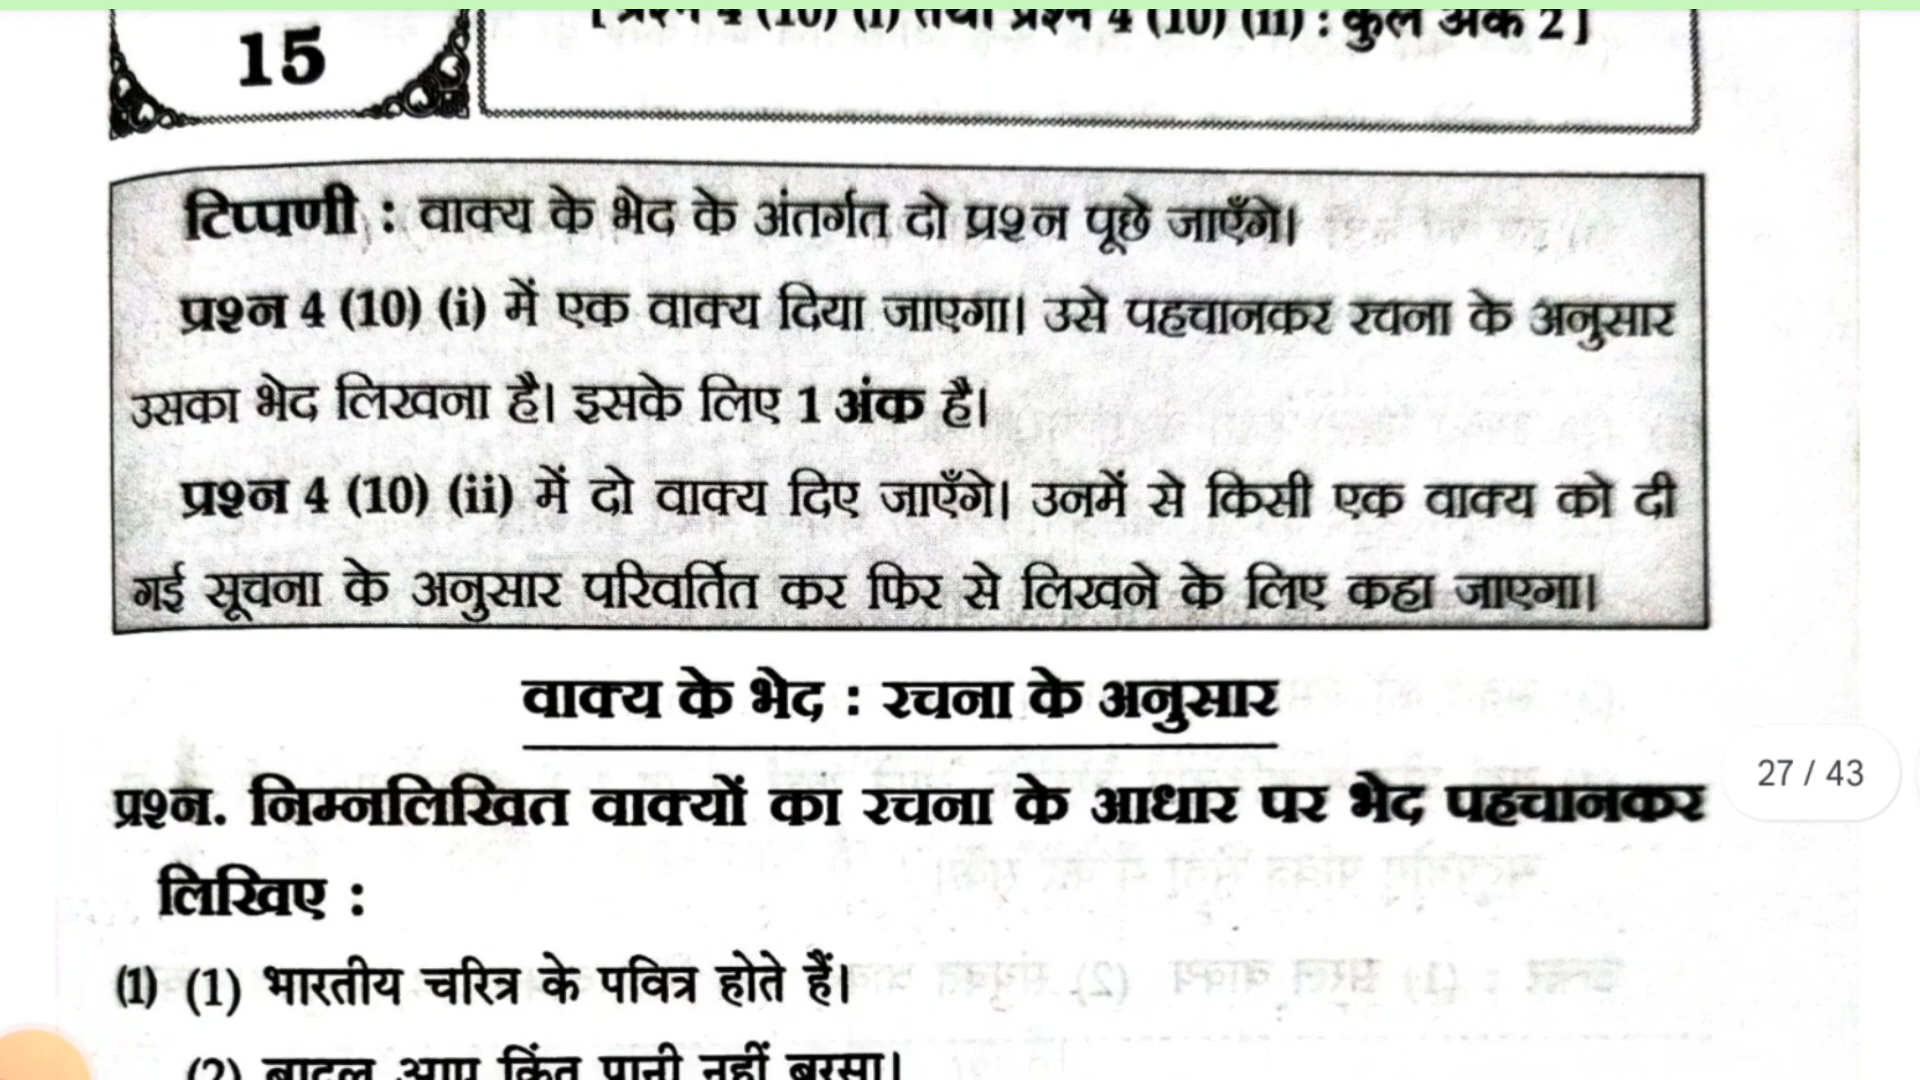 [ प्रश्न 4 (10) (i) तथा प्रश्न 4 (10) (ii) : कुल अंक 2 ]
15
टिप्पणी : वाक्य के भेद के अंतर्गत दो प्रश्न पूछे जाएँगे।
प्रश्न 4 (10) (i) में एक वाक्य दिया जाएगा। उसे पहचानकर रचना के अनुसार
उसका भेद लिखना है। इसके लिए 1 अंक है।
प्रश्न 4 (10) (ii) में दो वाक्य दिए जाएँगे। उनमें से किसी एक वाक्य को दी
गई सूचना के अनुसार परिवर्तित कर फिर से लिखने के लिए कहा जाएगा।
वाक्य के भेद : रचना के अनुसार
प्रश्न. निम्नलिखित वाक्यों का रचना के आधार पर भेद पहचानकर
लिखिए :
27 / 43
(1) (1) भारतीय चरित्र के पवित्र होते हैं।
(2) बादल आए किंतु पानी नहीं बरसा।